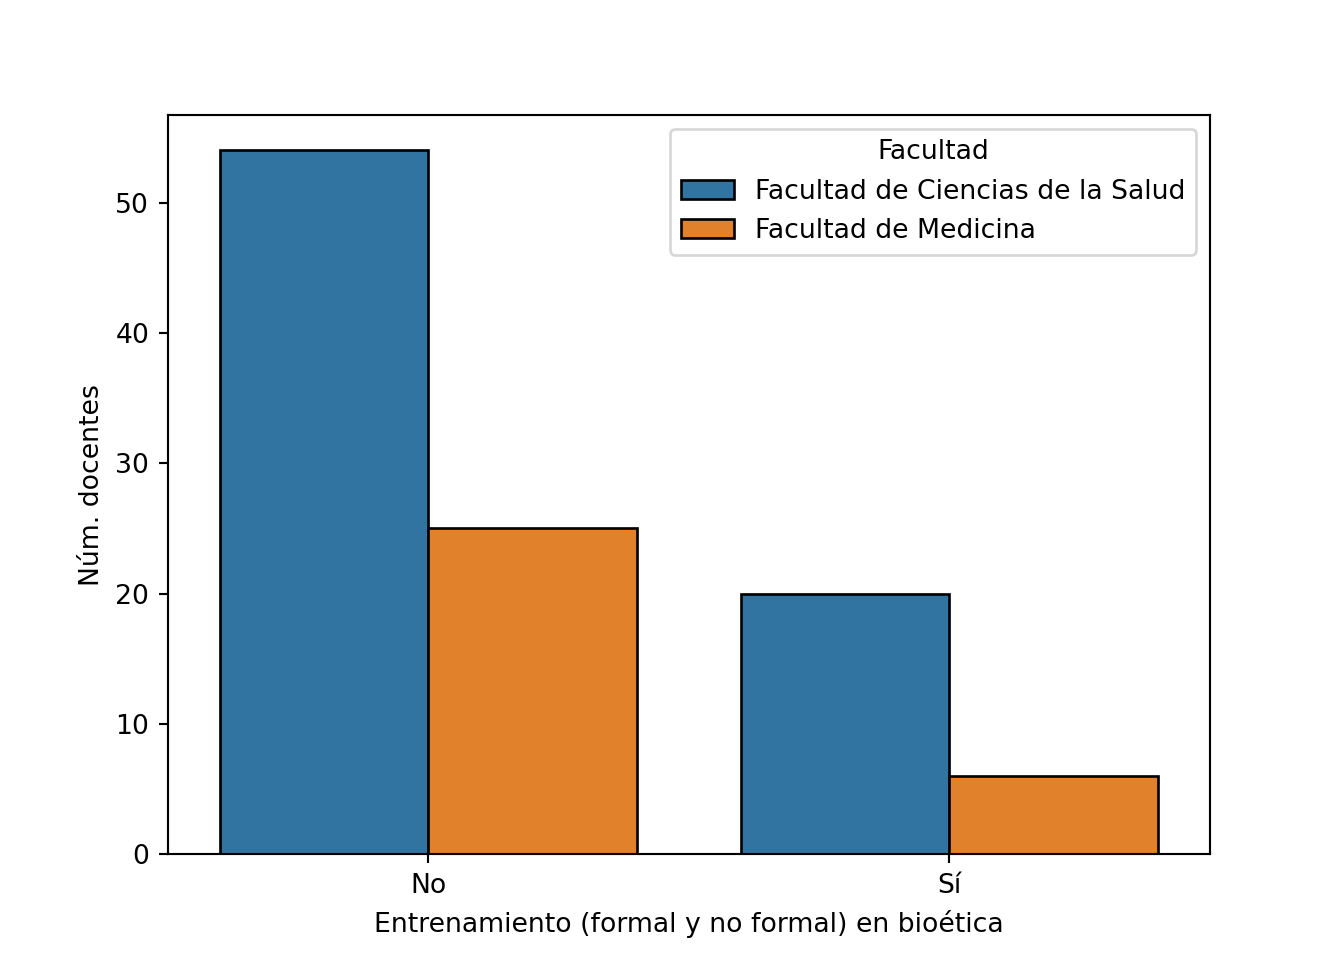 Facultad
Facultad de Ciencias de la Salud
Facultad de Medicina
50
40
30
20
10
0
Núm. docentes
No
Sí
Entrenamiento (formal y no formal) en bioética